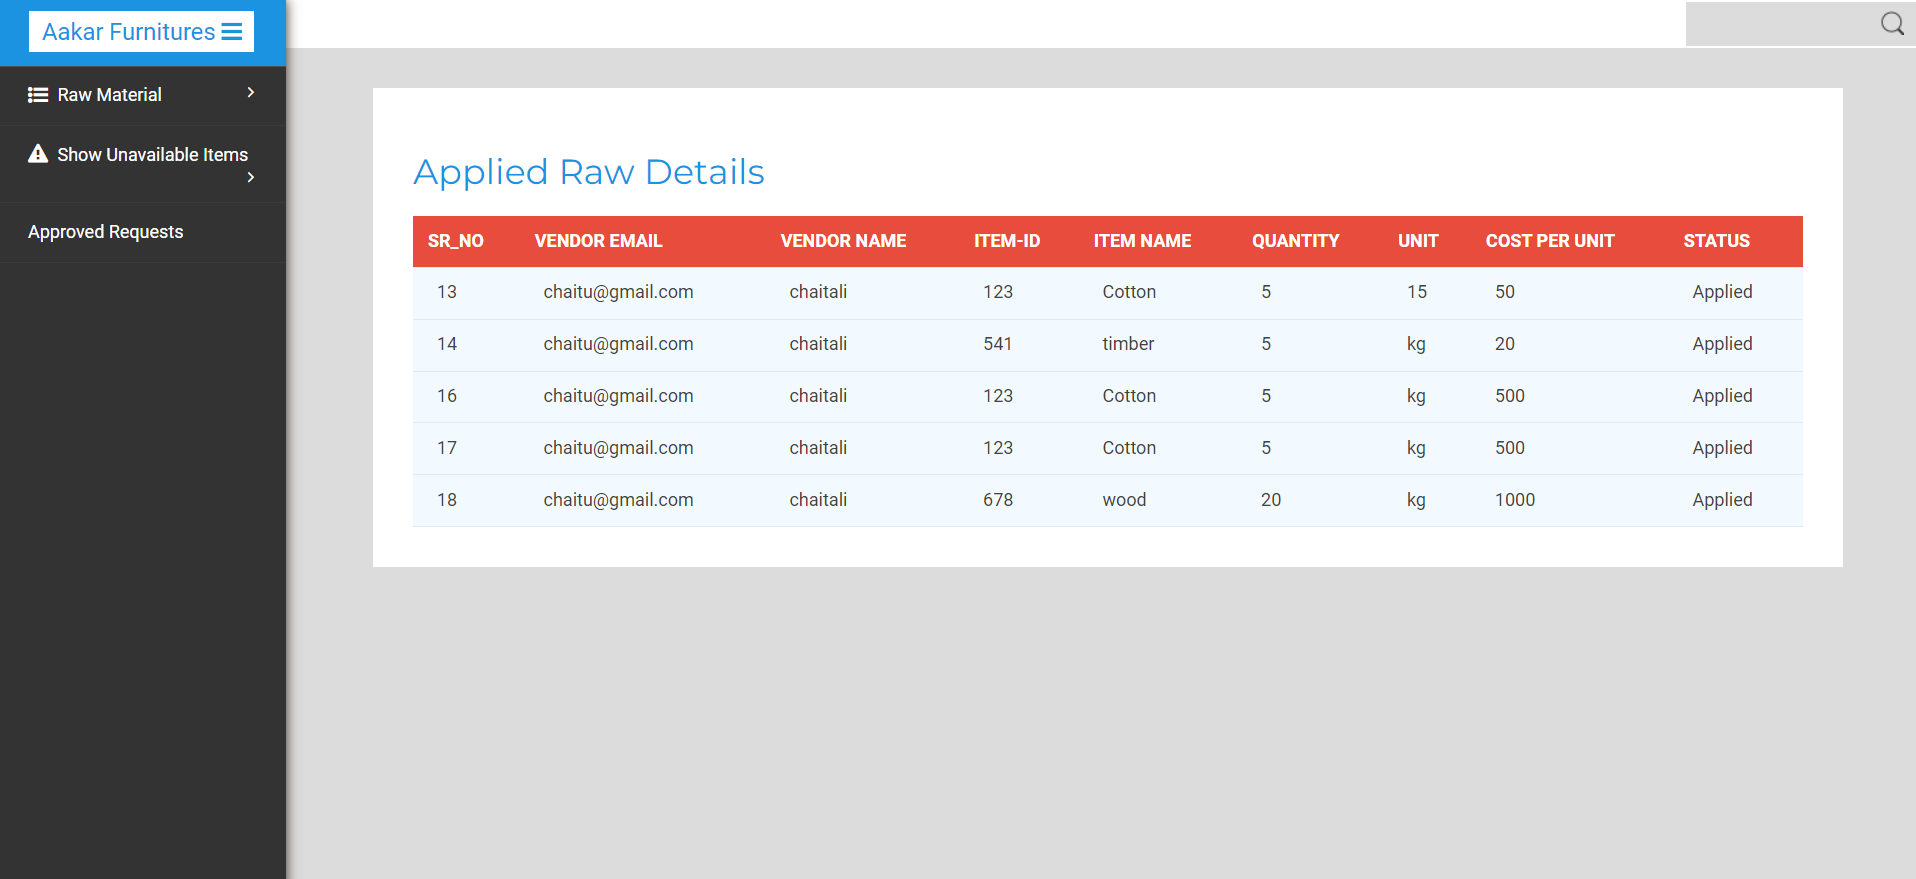 Aakar Furnitures
Raw Material
Show Unavailable Items
Approved Requests
Applied Raw Details
SR_NO VENDOR EMAIL VENDOR NAME ITEM-ID ITEM NAME QUANTITY UNIT COST PER UNIT STATUS
13 chaitu@gmail.com chaitali 123 Cotton 5 15 50 Applied
14 chaitu@gmail.com chaitali 541 timber 5 kg 20 Applied
16 chaitu@gmail.com chaitali 123 Cotton 5 kg 500 Applied
17 chaitu@gmail.com chaitali 123 Cotton 5 kg 500 Applied
18 chaitu@gmail.com chaitali 678 wood 20 kg 1000 Applied